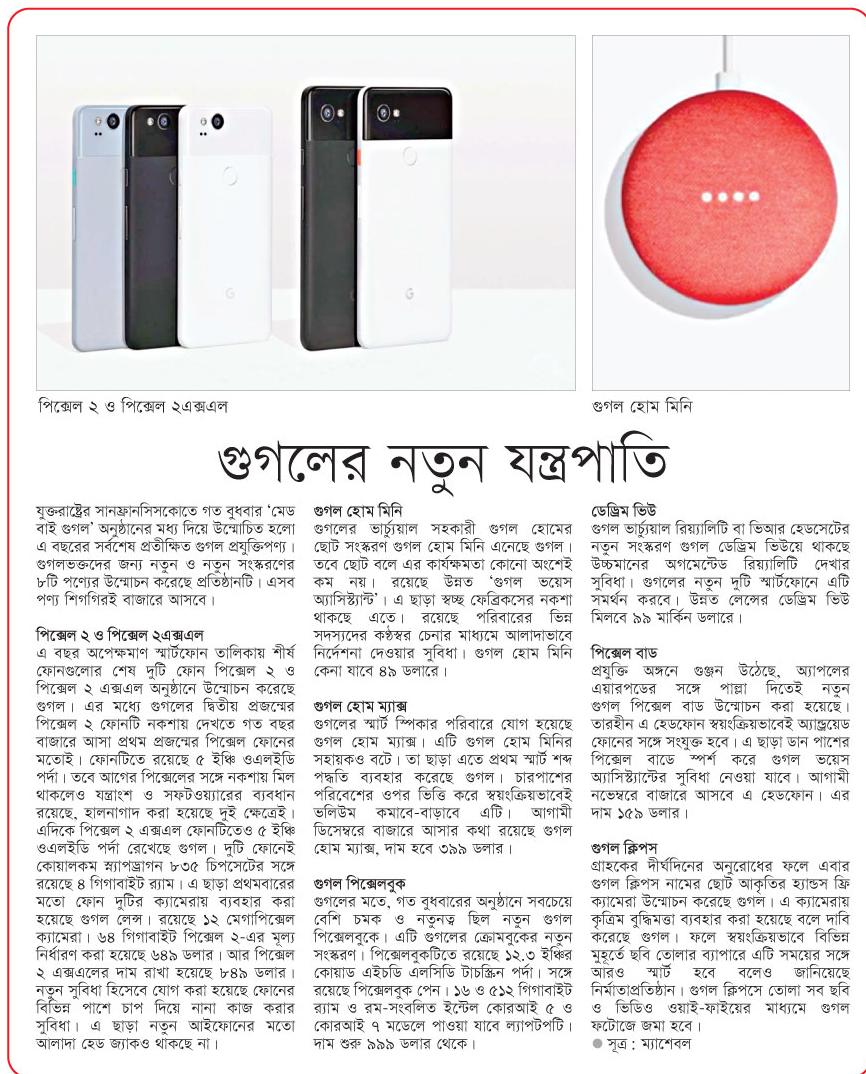 পিক্সেল ২ ও পিক্সেল ২এক্সএল
গুগল হোম মিনি
গুগলের নতুন যন্ত্রপাতি
যুক্তরাষ্ট্রের সানফ্রানসিসকোতে গত বুধবার ‘মেড
বাই গুগল’ অনুষ্ঠানের মধ্য দিয়ে উন্মোচিত হলো
এ বছরের সর্বশেষ প্রতীক্ষিত গুগল প্রযুক্তিপণ্য।
গুগলভক্তদের জন্য নতুন ও নতুন সংস্করণের
৮টি পণ্যের উন্মোচন করেছে প্রতিষ্ঠানটি। এসব
পণ্য শিগগিরই বাজারে আসবে।
পিক্সেল ২ ও পিক্সেল ২এক্সএল
এ বছর অপেক্ষমাণ স্মার্টফোন তালিকায় শীর্ষ
ফোনগুলোর শেষ দুটি ফোন পিক্সেল ২ ও
পিক্সেল ২ এক্সএল অনুষ্ঠানে উন্মোচন করেছে
গুগল। এর মধ্যে গুগলের দ্বিতীয় প্রজন্মের
পিক্সেল ২ ফোনটি নকশায় দেখতে গত বছর
বাজারে আসা প্রথম প্রজন্মের পিক্সেল ফোনের
মতোই। ফোনটিতে রয়েছে ৫ ইঞ্চি ওএলইডি
পর্দা। তবে আগের পিক্সেলের সঙ্গে নকশায় মিল
থাকলেও যন্ত্রাংশ ও সফটওয়্যারের ব্যবধান
রয়েছে, হালনাগাদ করা হয়েছে দুই ক্ষেত্রেই।
এদিকে পিক্সেল ২ এক্সএল ফোনটিতেও ৫ ইঞ্চি
ওএলইডি পর্দা রেখেছে গুগল। দুটি ফোনেই
কোয়ালকম স্ন্যাপড্রাগন ৮৩৫ চিপসেটের সঙ্গে
রয়েছে ৪ গিগাবাইট র‍্যাম। এ ছাড়া প্রথমবারের
মতো ফোন দুটির ক্যামেরায় ব্যবহার করা
হয়েছে গুগল লেন্স। রয়েছে ১২ মেগাপিক্সেল
ক্যামেরা। ৬৪ গিগাবাইট পিক্সেল ২-এর মূল্য
নির্ধারণ করা হয়েছে ৬৪৯ ডলার। আর পিক্সেল
২ এক্সএলের দাম রাখা হয়েছে ৮৪৯ ডলার।
নতুন সুবিধা হিসেবে যোগ করা হয়েছে ফোনের
বিভিন্ন পাশে চাপ দিয়ে নানা কাজ করার
সুবিধা। এ ছাড়া নতুন আইফোনের মতো
আলাদা হেড জ্যাকও থাকছে না।
গুগল হোম মিনি
গুগলের ভার্চ্যুয়াল সহকারী গুগল হোমের
ছোট সংস্করণ গুগল হোম মিনি এনেছে গুগল।
তবে ছোট বলে এর কার্যক্ষমতা কোনো অংশেই
কম নয়। রয়েছে উন্নত ‘গুগল ভয়েস
অ্যাসিস্ট্যান্ট’। এ ছাড়া স্বচ্ছ ফেব্রিকসের নকশা
থাকছে এতে। রয়েছে পরিবারের ভিন্ন
সদস্যদের কণ্ঠস্বর চেনার মাধ্যমে আলাদাভাবে
নির্দেশনা দেওয়ার সুবিধা। গুগল হোম মিনি
কেনা যাবে ৪৯ ডলারে।
গুগল হোম ম্যাক্স
গুগলের স্মার্ট স্পিকার পরিবারে যোগ হয়েছে
গুগল হোম ম্যাক্স। এটি গুগল হোম মিনির
সহায়কও বটে। তা ছাড়া এতে প্রথম স্মার্ট শব্দ
পদ্ধতি ব্যবহার করেছে গুগল। চারপাশের
পরিবেশের ওপর ভিত্তি করে স্বয়ংক্রিয়ভাবেই
ভলিউম কমাবে-বাড়াবে এটি। আগামী
ডিসেম্বরে বাজারে আসার কথা রয়েছে গুগল
হোম ম্যাক্স, দাম হবে ৩৯৯ ডলার।
গুগল পিক্সেলবুক
গুগলের মতে, গত বুধবারের অনুষ্ঠানে সবচেয়ে
বেশি চমক ও নতুনত্ব ছিল নতুন গুগল
পিক্সেলবুকে। এটি গুগলের ক্রোমবুকের নতুন
সংস্করণ। পিক্সেলবুকটিতে রয়েছে ১২.৩ ইঞ্চির
কোয়াড এইচডি এলসিডি টাচস্ক্রিন পর্দা। সঙ্গে
রয়েছে পিক্সেলবুক পেন। ১৬ ও ৫১২ গিগাবাইট
র‍্যাম ও রম-সংবলিত ইন্টেল কোরআই ৫ ও
কোরআই ৭ মডেলে পাওয়া যাবে ল্যাপটপটি।
দাম শুরু ৯৯৯ ডলার থেকে।
ডেড্রিম ভিউ
গুগল ভার্চ্যুয়াল রিয়্যালিটি বা ভিআর হেডসেটের
নতুন সংস্করণ গুগল ডেড্রিম ভিউয়ে থাকছে
উচ্চমানের অগমেন্টেড রিয়্যালিটি দেখার
সুবিধা। গুগলের নতুন দুটি স্মার্টফোনে এটি
সমর্থন করবে। উন্নত লেন্সের ডেড্রিম ভিউ
মিলবে ৯৯ মার্কিন ডলারে।
পিক্সেল বাড
প্রযুক্তি অঙ্গনে গুঞ্জন উঠেছে, অ্যাপলের
এয়ারপডের সঙ্গে পাল্লা দিতেই নতুন
গুগল পিক্সেল বাড উন্মোচন করা হয়েছে।
তারহীন এ হেডফোন স্বয়ংক্রিয়ভাবেই অ্যান্ড্রয়েড
ফোনের সঙ্গে সংযুক্ত হবে। এ ছাড়া ডান পাশের
পিক্সেল বাডে স্পর্শ করে গুগল ভয়েস
অ্যাসিস্ট্যান্টের সুবিধা নেওয়া যাবে। আগামী
নভেম্বরে বাজারে আসবে এ হেডফোন। এর
দাম ১৫৯ ডলার।
গুগল ক্লিপস
গ্রাহকের দীর্ঘদিনের অনুরোধের ফলে এবার
গুগল ক্লিপস নামের ছোট আকৃতির হ্যান্ডস ফ্রি
ক্যামেরা উন্মোচন করেছে গুগল। এ ক্যামেরায়
কৃত্রিম বুদ্ধিমত্তা ব্যবহার করা হয়েছে বলে দাবি
করেছে গুগল। ফলে স্বয়ংক্রিয়ভাবে বিভিন্ন
মুহূর্তে ছবি তোলার ব্যাপারে এটি সময়ের সঙ্গে
আরও স্মার্ট হবে বলেও জানিয়েছে
নির্মাতাপ্রতিষ্ঠান। গুগল ক্লিপসে তোলা সব ছবি
ও ভিডিও ওয়াই-ফাইয়ের মাধ্যমে গুগল
ফটোজে জমা হবে।
● সূত্র : ম্যাশেবল